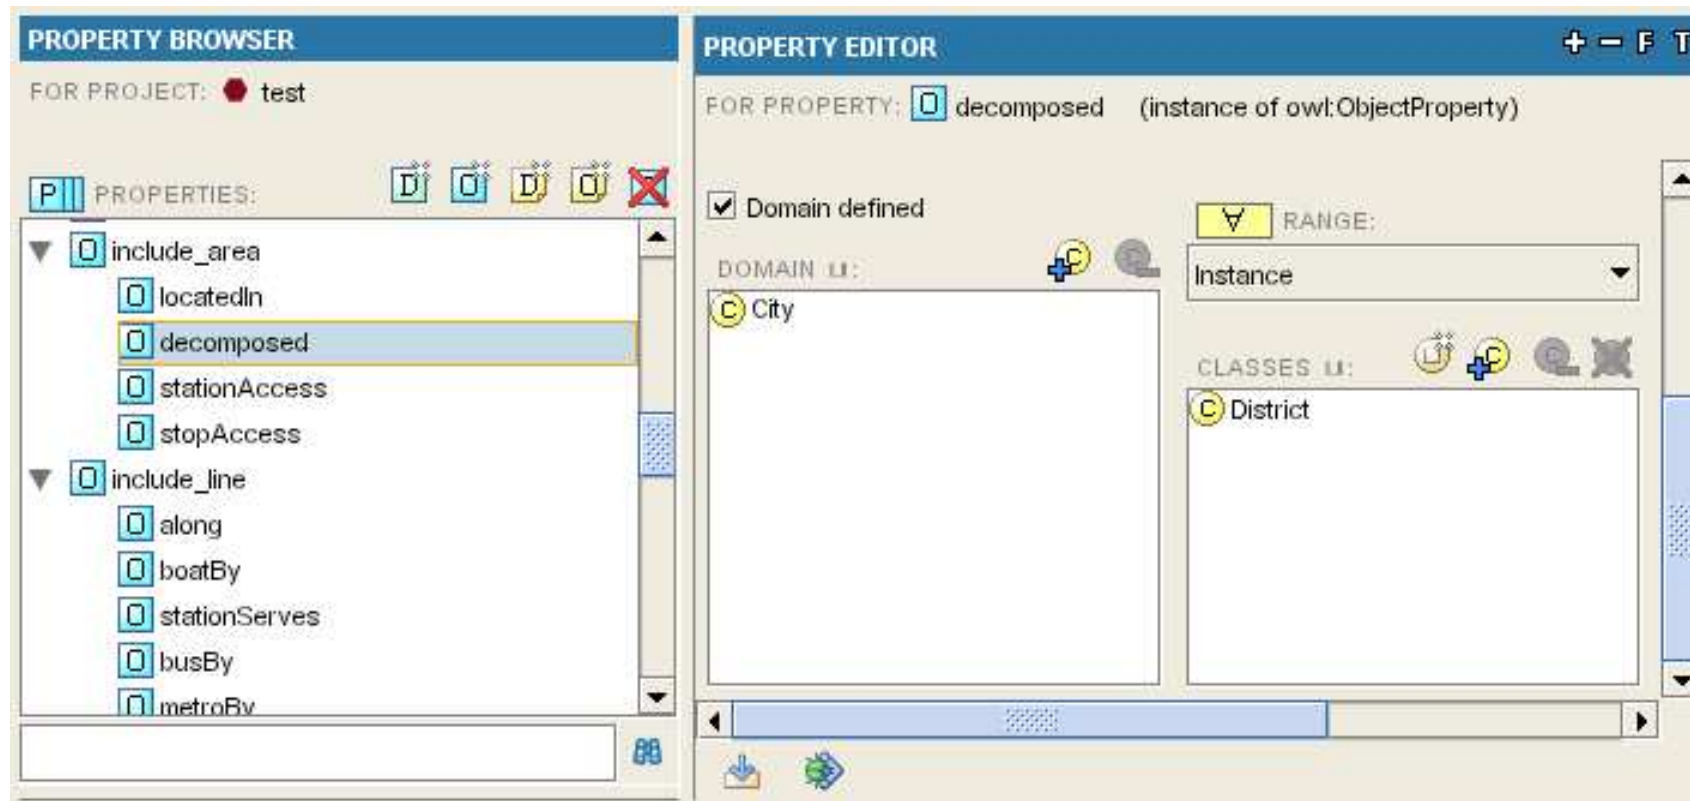 PROPERTY BROWSER
FOR PROJECT: test
P PROPERTIES: D O D O
O include_area
O locatedIn
O decomposed
O stationAccess
O stopAccess
O include_line
O along
O boatBy
O stationServes
O busBy
O metroBy
PROPERTY EDITOR
F T
FOR PROPERTY: O decomposed (instance of owl:ObjectProperty)
Domain defined
∀ RANGE:
Instance
DOMAIN ⊔: C C
C City
CLASSES ⊔: ⊔ C C
C District